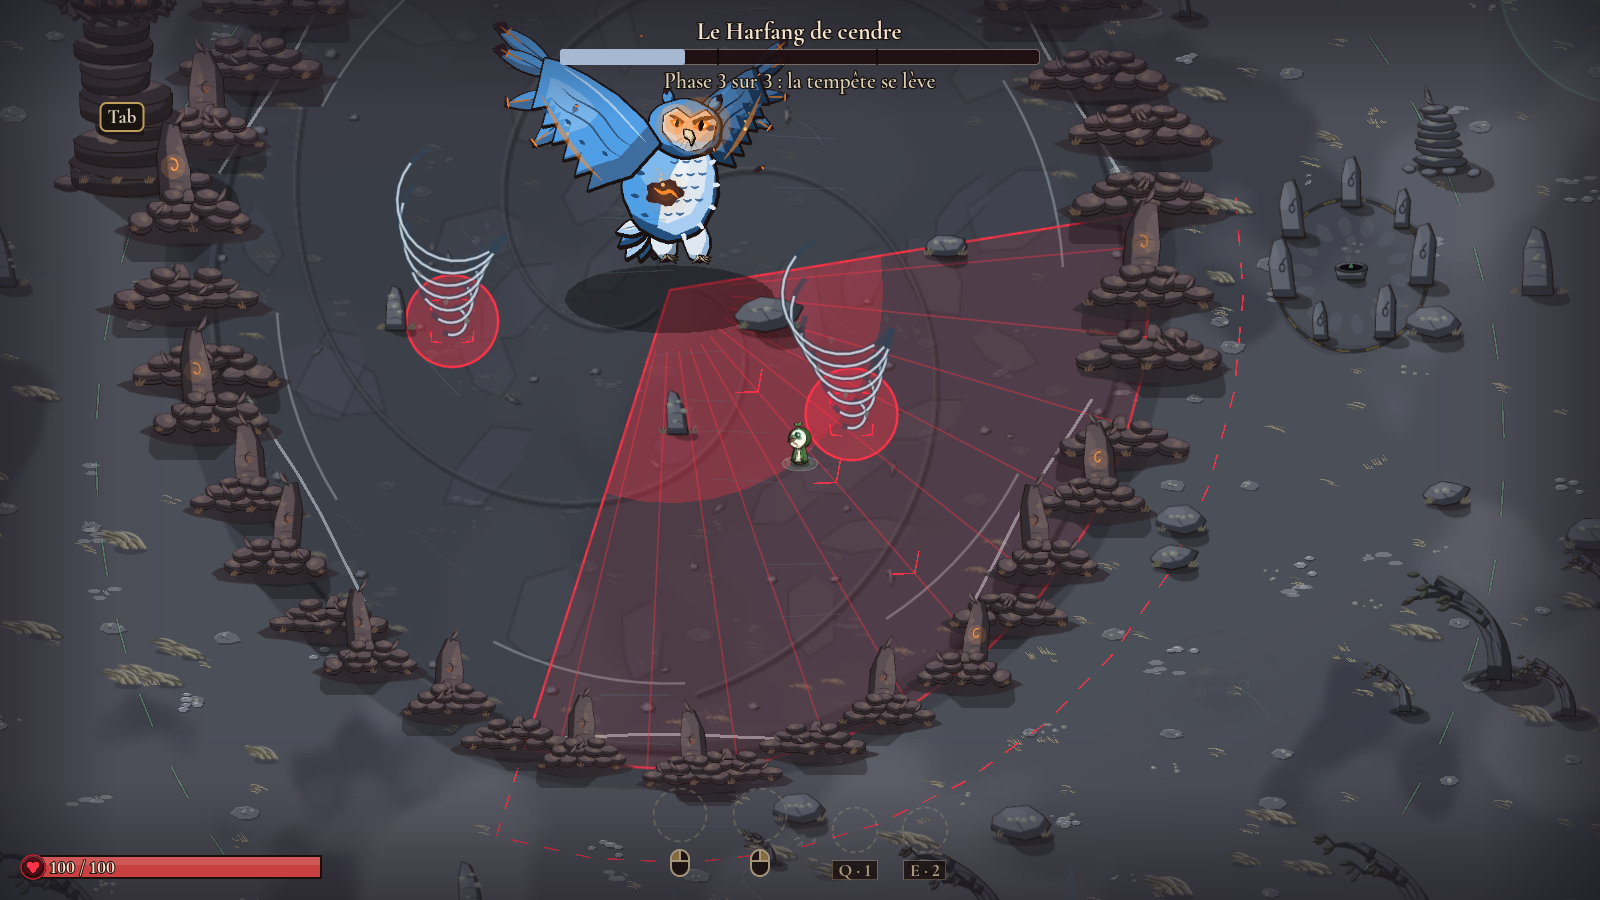 Le Harfang de cendre
Phase 3 sur 3 : la tempête se lève
Tab
100 / 100
Q · 1
E · 2